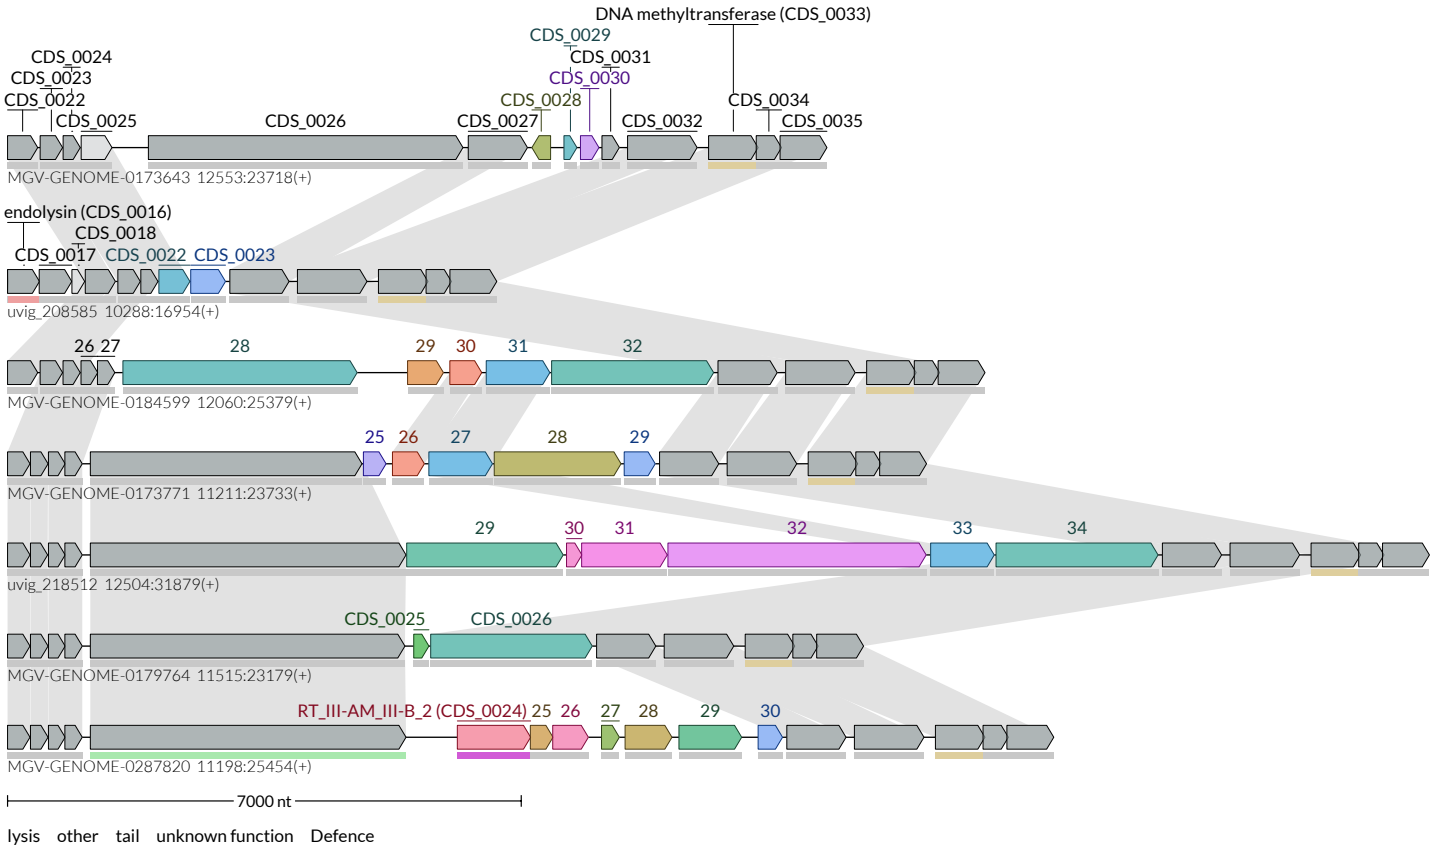 DNA methyltransferase (CDS_0033)
CDS_0029
CDS_0024 CDS_0031
CDS_0023 CDS_0030
CDS_0022 CDS_0028 CDS_0034
CDS_0025 CDS_0026 CDS_0027 CDS_0032 CDS_0035
MGV-GENOME-0173643 12553:23718(+)
endolysin (CDS_0016)
CDS_0018
CDS_0017 CDS_0022 CDS_0023
uvig_208585 10288:16954(+)
26 27 28 29 30 31 32
MGV-GENOME-0184599 12060:25379(+)
25 26 27 28 29
MGV-GENOME-0173771 11211:23733(+)
29 30 31 32 33 34
uvig_218512 12504:31879(+)
CDS_0025 CDS_0026
MGV-GENOME-0179764 11515:23179(+)
RT_III-AM_III-B_2 (CDS_0024) 25 26 27 28 29 30
MGV-GENOME-0287820 11198:25454(+)
7000 nt
lysis other tail unknown function Defence